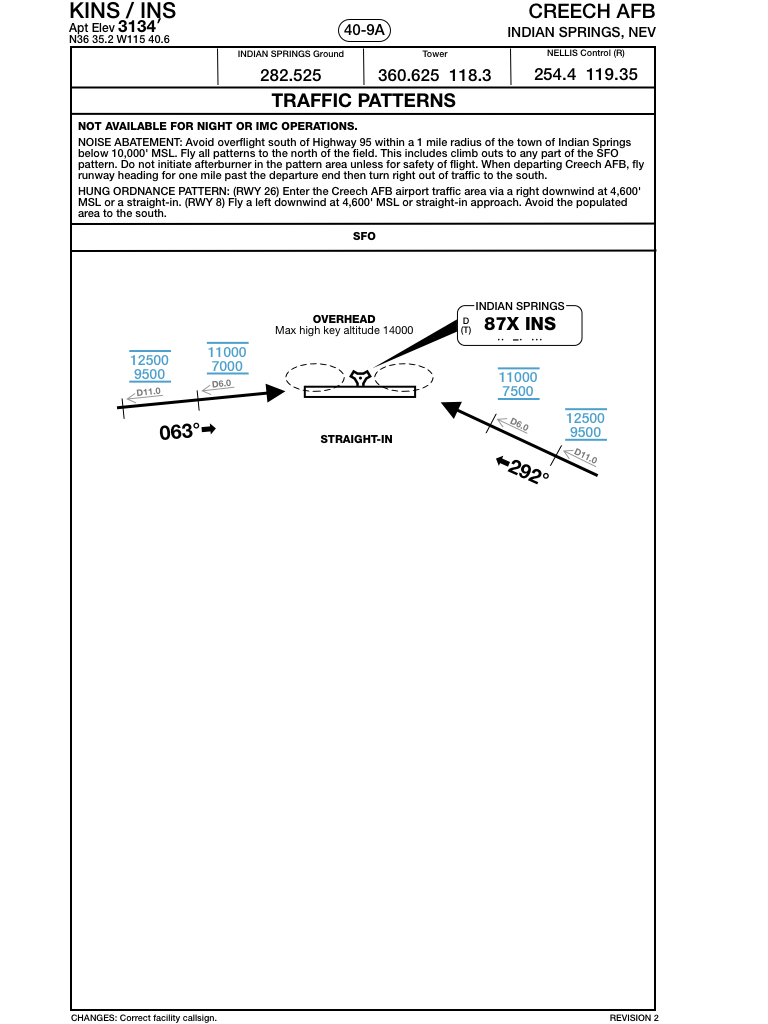 KINS / INS
Apt Elev 3134'
N36 35.2 W115 40.6
40-9A
CREECH AFB
INDIAN SPRINGS, NEV
INDIAN SPRINGS Ground
282.525
Tower
360.625 118.3
NELLIS Control (R)
254.4 119.35
TRAFFIC PATTERNS
NOT AVAILABLE FOR NIGHT OR IMC OPERATIONS.
NOISE ABATEMENT: Avoid overflight south of Highway 95 within a 1 mile radius of the town of Indian Springs
below 10,000' MSL. Fly all patterns to the north of the field. This includes climb outs to any part of the SFO
pattern. Do not initiate afterburner in the pattern area unless for safety of flight. When departing Creech AFB, fly
runway heading for one mile past the departure end then turn right out of traffic to the south.
HUNG ORDNANCE PATTERN: (RWY 26) Enter the Creech AFB airport traffic area via a right downwind at 4,600'
MSL or a straight-in. (RWY 8) Fly a left downwind at 4,600' MSL or straight-in approach. Avoid the populated
area to the south.
SFO
INDIAN SPRINGS
D
(T)
87X INS
OVERHEAD
Max high key altitude 14000
12500
9500
D11.0
11000
7000
D6.0
063°
STRAIGHT-IN
11000
7500
D6.0
12500
9500
D11.0
292°
CHANGES: Correct facility callsign.
REVISION 2